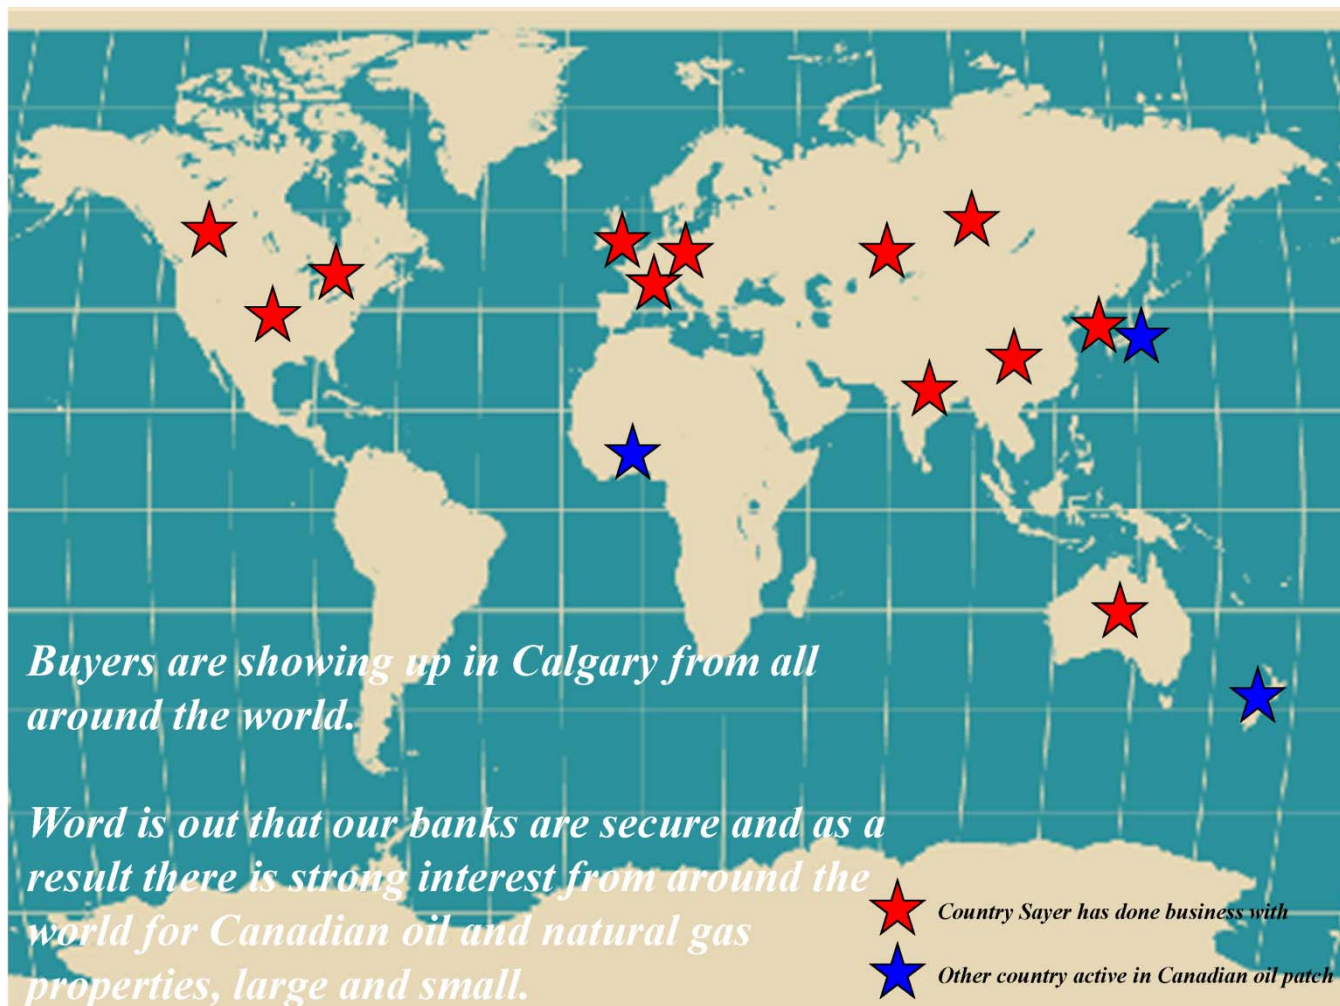 Buyers are showing up in Calgary from all
around the world.
Word is out that our banks are secure and as a
result there is strong interest from around the
world for Canadian oil and natural gas
properties, large and small.
Country Sayer has done business with
Other country active in Canadian oil patch